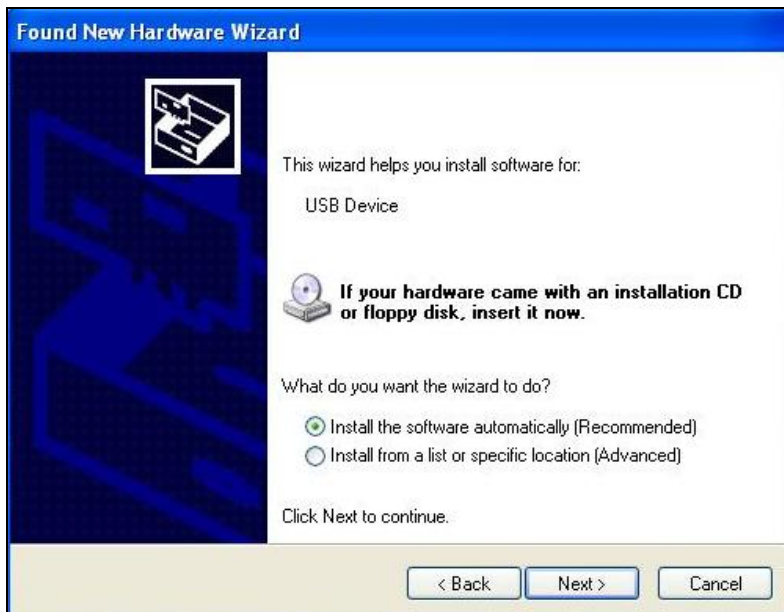 Found New Hardware Wizard
This wizard helps you install software for:
USB Device
If your hardware came with an installation CD
or floppy disk, insert it now.
What do you want the wizard to do?
Install the software automatically (Recommended)
Install from a list or specific location (Advanced)
Click Next to continue.
< Back Next > Cancel